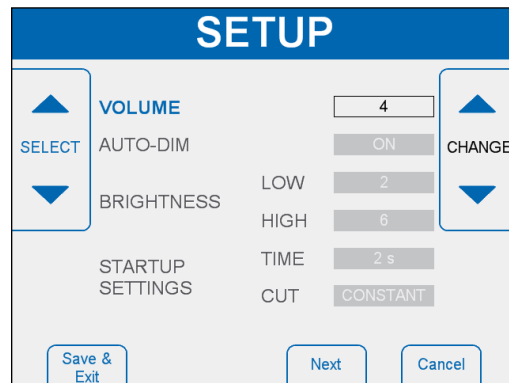 SETUP
VOLUME 4
SELECT AUTO-DIM ON CHANGE
LOW 2
BRIGHTNESS
HIGH 6
TIME 2 s
STARTUP
SETTINGS
CUT CONSTANT
Save &
Exit
Next
Cancel